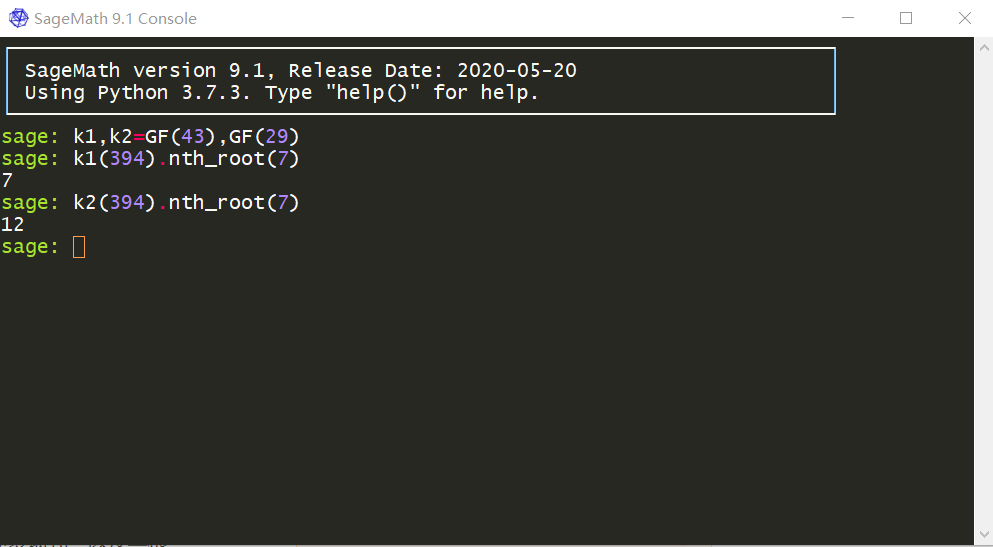 SageMath 9.1 Console
SageMath version 9.1, Release Date: 2020-05-20
Using Python 3.7.3. Type "help()" for help.
sage: k1,k2=GF(43),GF(29)
sage: k1(394).nth_root(7)
7
sage: k2(394).nth_root(7)
12
sage: